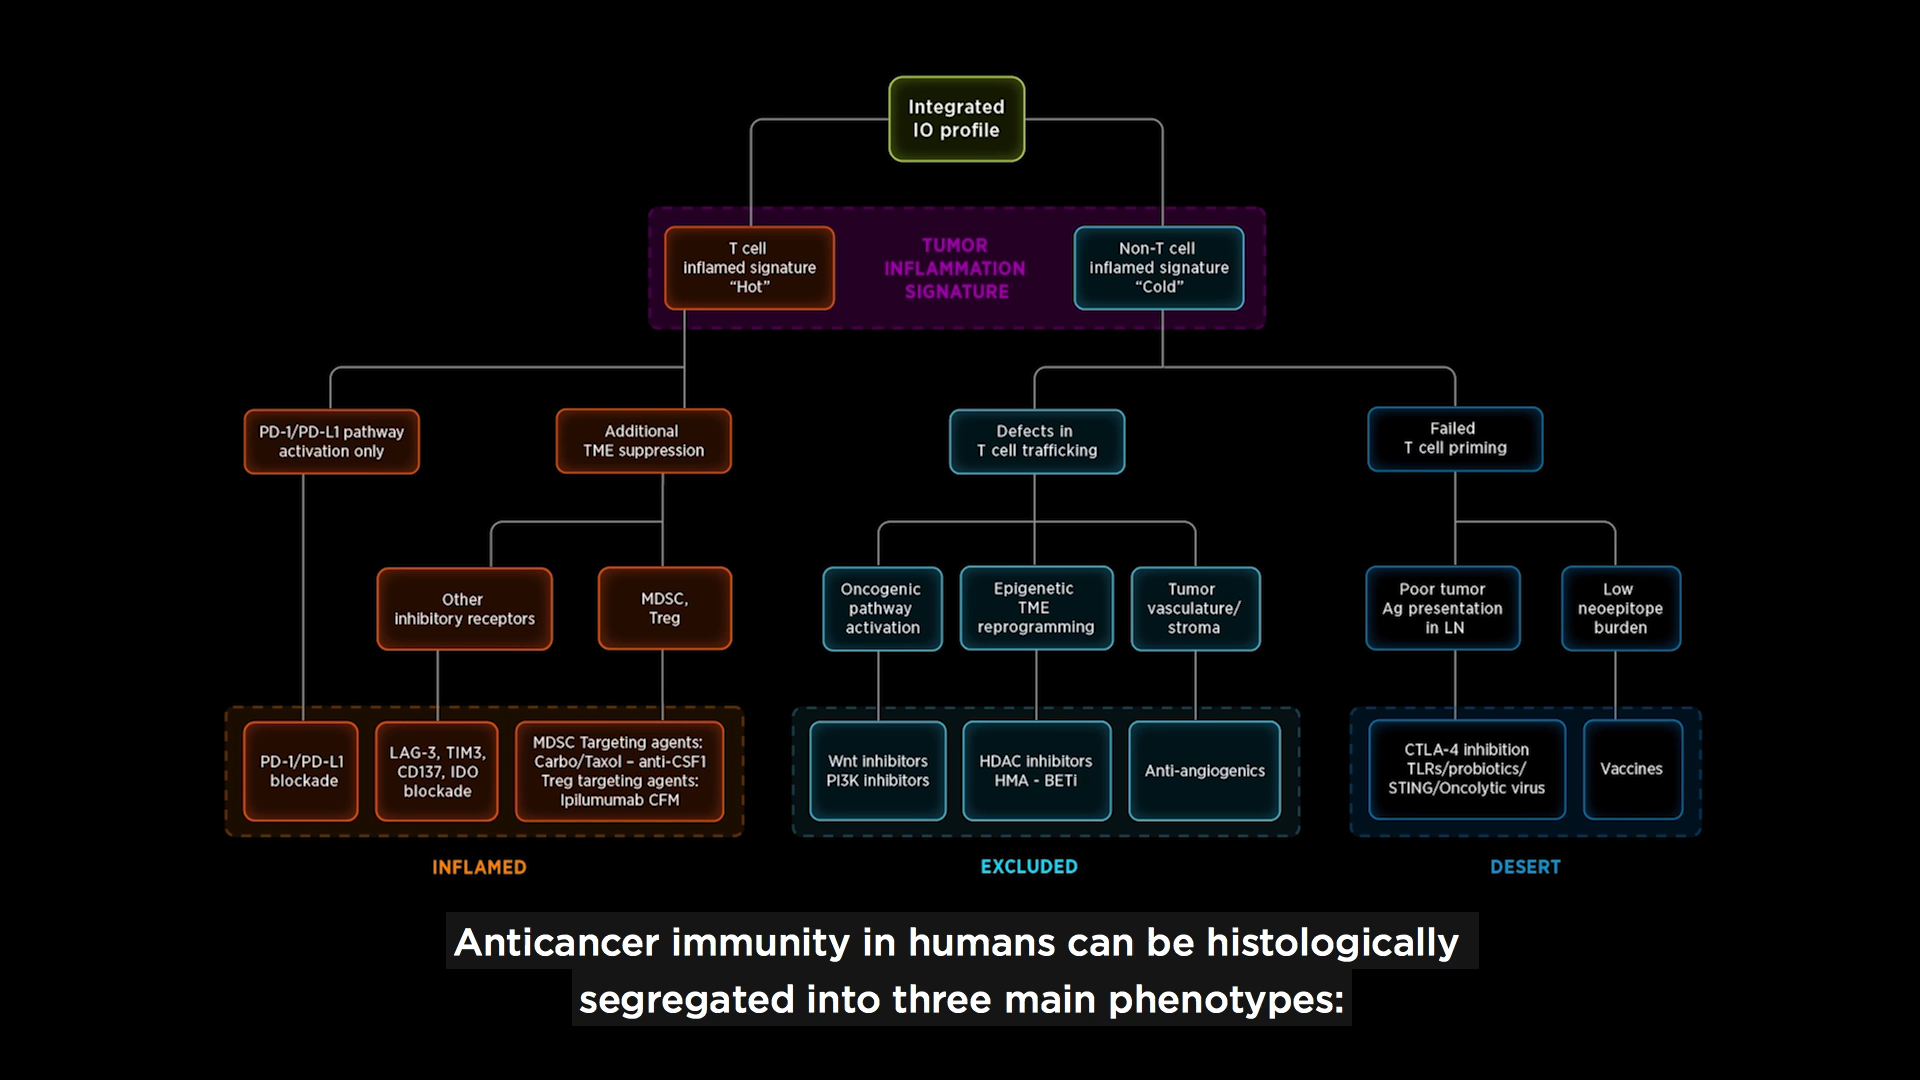 Integrated
IO profile
T cell
inflamed signature
“Hot”
TUMOR
INFLAMMATION
SIGNATURE
Non-T cell
inflamed signature
“Cold”
PD-1/PD-L1 pathway
activation only
Additional
TME suppression
Defects in
T cell trafficking
Failed
T cell priming
Other
inhibitory receptors
MDSC,
Treg
Oncogenic
pathway
activation
Epigenetic
TME
reprogramming
Tumor
vasculature/
stroma
Poor tumor
Ag presentation
in LN
Low
neoepitope
burden
PD-1/PD-L1
blockade
LAG-3, TIM3,
CD137, IDO
blockade
MDSC Targeting agents:
Carbo/Taxol – anti-CSF1
Treg targeting agents:
Ipilumumab CFM
Wnt inhibitors
PI3K inhibitors
HDAC inhibitors
HMA - BETi
Anti-angiogenics
CTLA-4 inhibition
TLRs/probiotics/
STING/Oncolytic virus
Vaccines
INFLAMED
EXCLUDED
DESERT
Anticancer immunity in humans can be histologically
segregated into three main phenotypes: